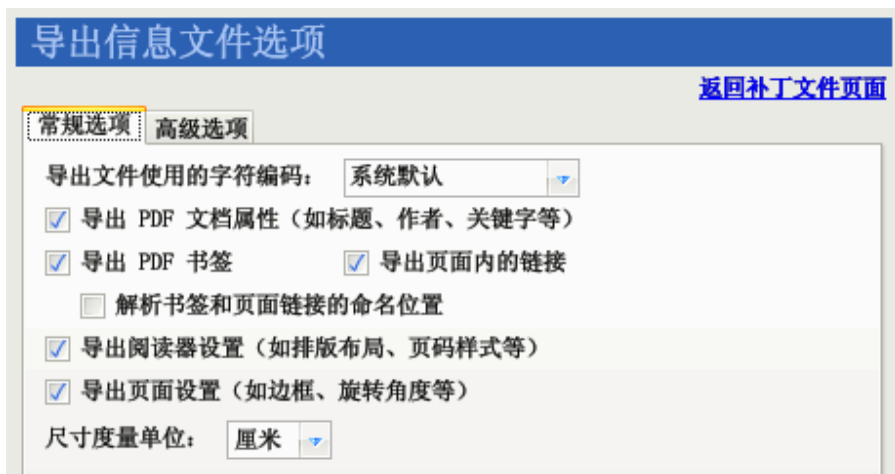 导出信息文件选项
返回补丁文件页面
常规选项 高级选项
导出文件使用的字符编码： 系统默认
导出 PDF 文档属性（如标题、作者、关键字等）
导出 PDF 书签 导出页面内的链接
解析书签和页面链接的命名位置
导出阅读器设置（如排版布局、页码样式等）
导出页面设置（如边框、旋转角度等）
尺寸度量单位： 厘米